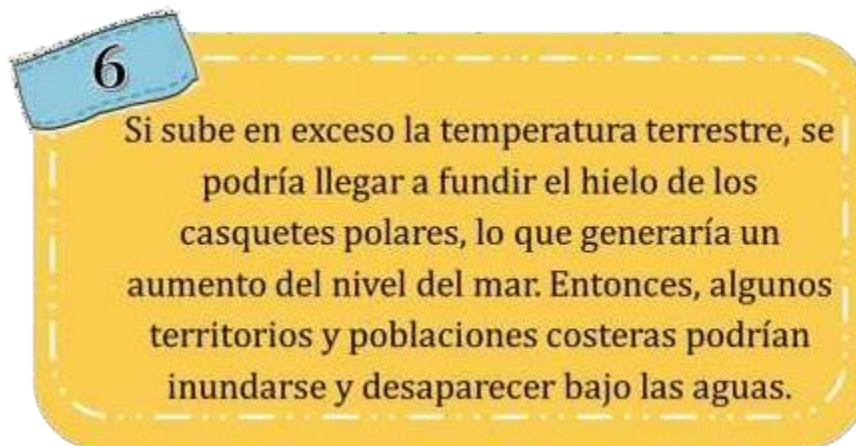 6
Si sube en exceso la temperatura terrestre, se
podría llegar a fundir el hielo de los
casquetes polares, lo que generaría un
aumento del nivel del mar. Entonces, algunos
territorios y poblaciones costeras podrían
inundarse y desaparecer bajo las aguas.